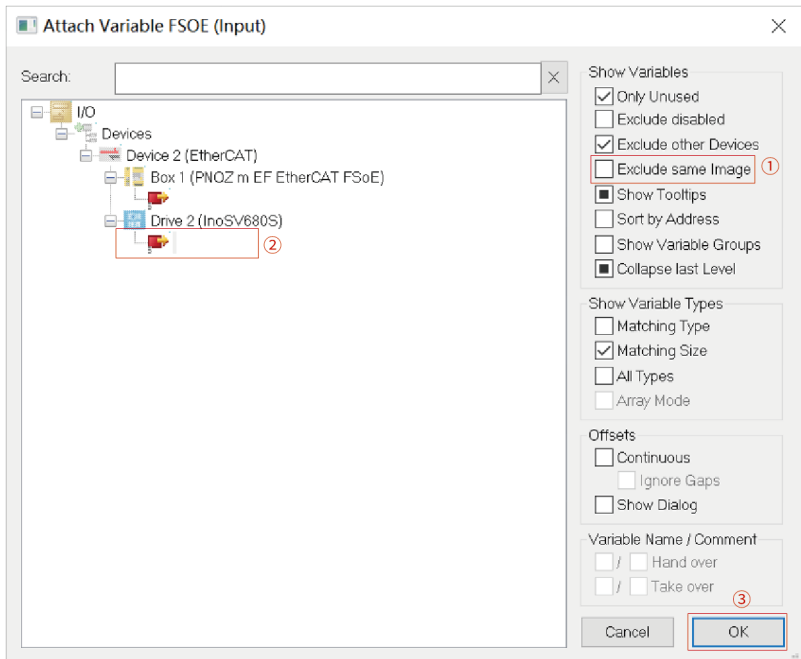 Attach Variable FSOE (Input)
Search:
I/O
Devices
Device 2 (EtherCAT)
Box 1 (PNOZ m EF EtherCAT FSoE)
Drive 2 (InoSV680S)
②
Show Variables
Only Unused
Exclude disabled
Exclude other Devices
Exclude same Image ①
Show Tooltips
Sort by Address
Show Variable Groups
Collapse last Level
Show Variable Types
Matching Type
Matching Size
All Types
Array Mode
Offsets
Continuous
Ignore Gaps
Show Dialog
Variable Name / Comment
/ Hand over
/ Take over
③
Cancel OK